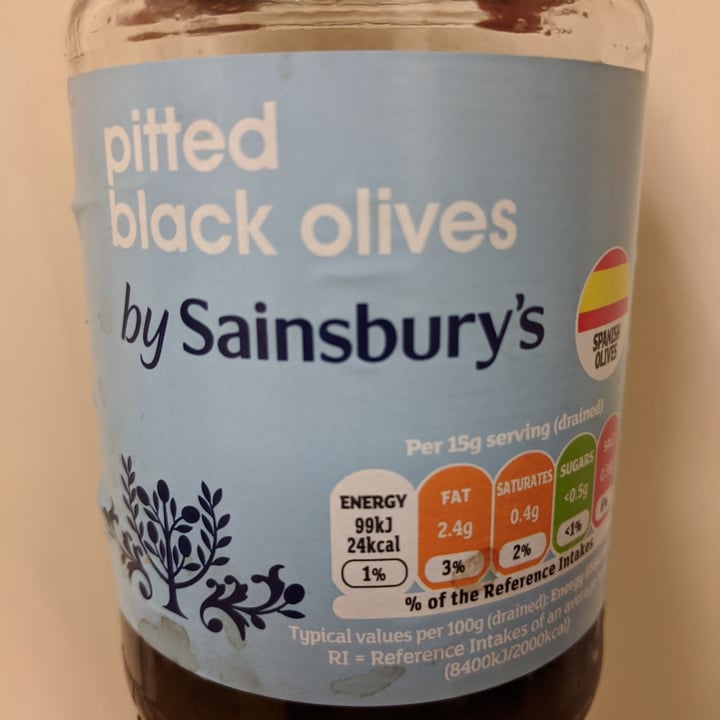 pitted
black olives
by Sainsbury's
SPANISH
OLIVES
Per 15g serving (drained)
ENERGY
99kJ
24kcal
1%
FAT
2.4g
3%
SATURATES
0.4g
2%
SUGARS
<0.5g
<1%
% of the Reference Intakes
Typical values per 100g (drained): Energy
RI = Reference Intakes of an average
(8400kJ/2000kcal)